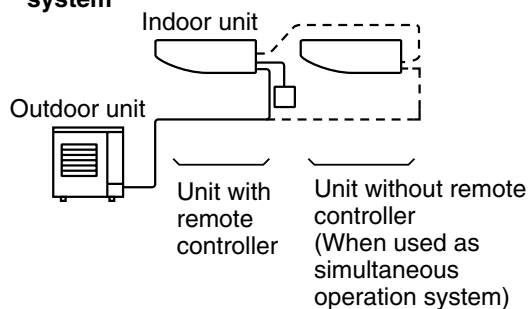 system
Indoor unit
Outdoor unit
Unit with
remote
controller
Unit without remote
controller
(When used as
simultaneous
operation system)